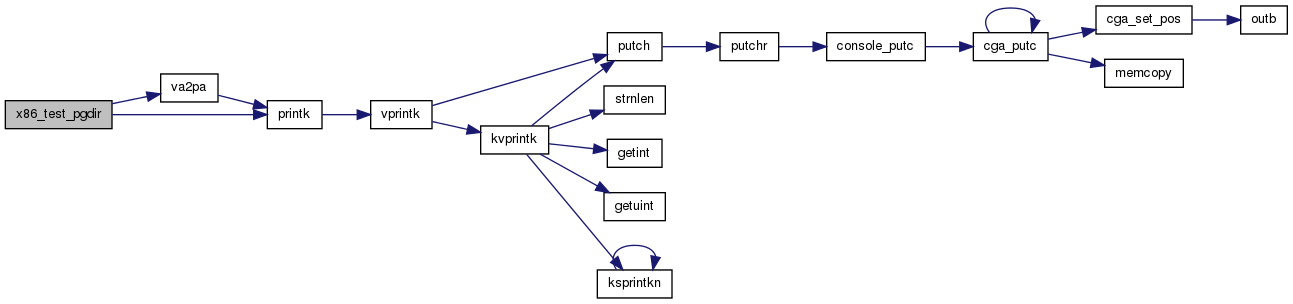 x86_test_pgdir
va2pa
printk
vprintk
kvprintk
putch
strnlen
getint
getuint
ksprintkn
putchr
console_putc
cga_putc
cga_set_pos
memcopy
outb